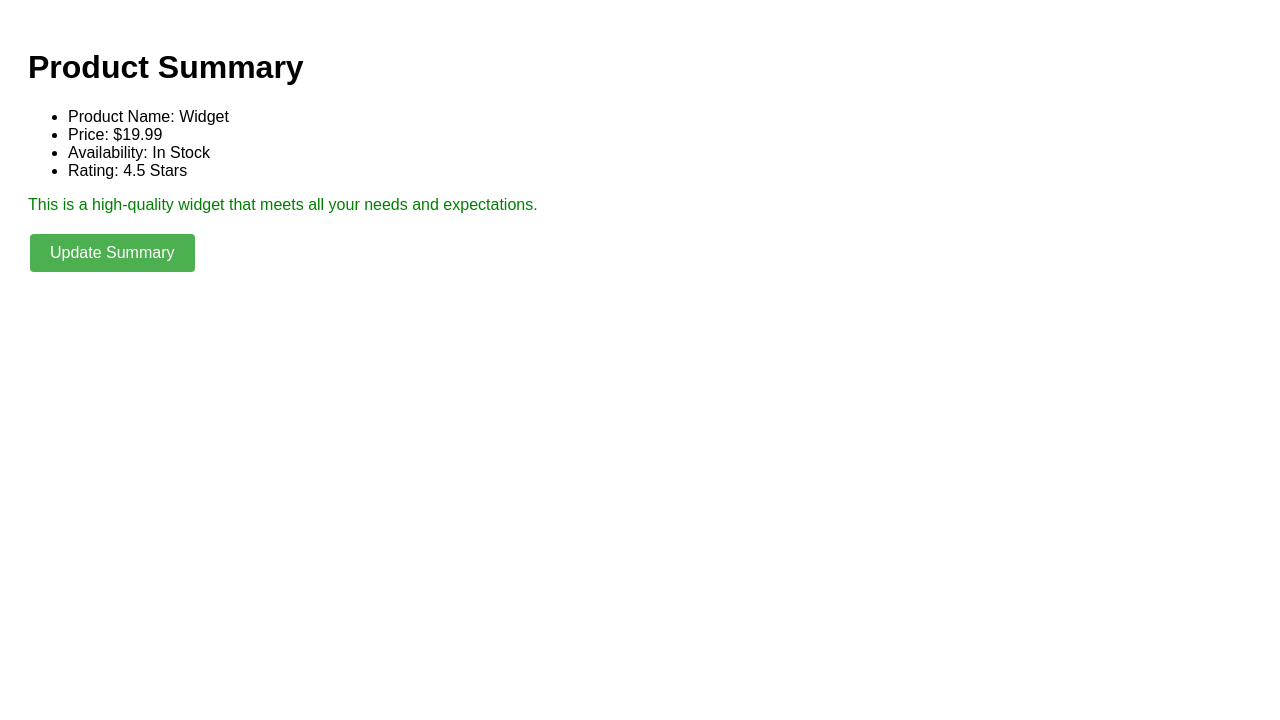 Product Summary
Product Name: Widget
Price: $19.99
Availability: In Stock
Rating: 4.5 Stars
This is a high-quality widget that meets all your needs and expectations.
Update Summary